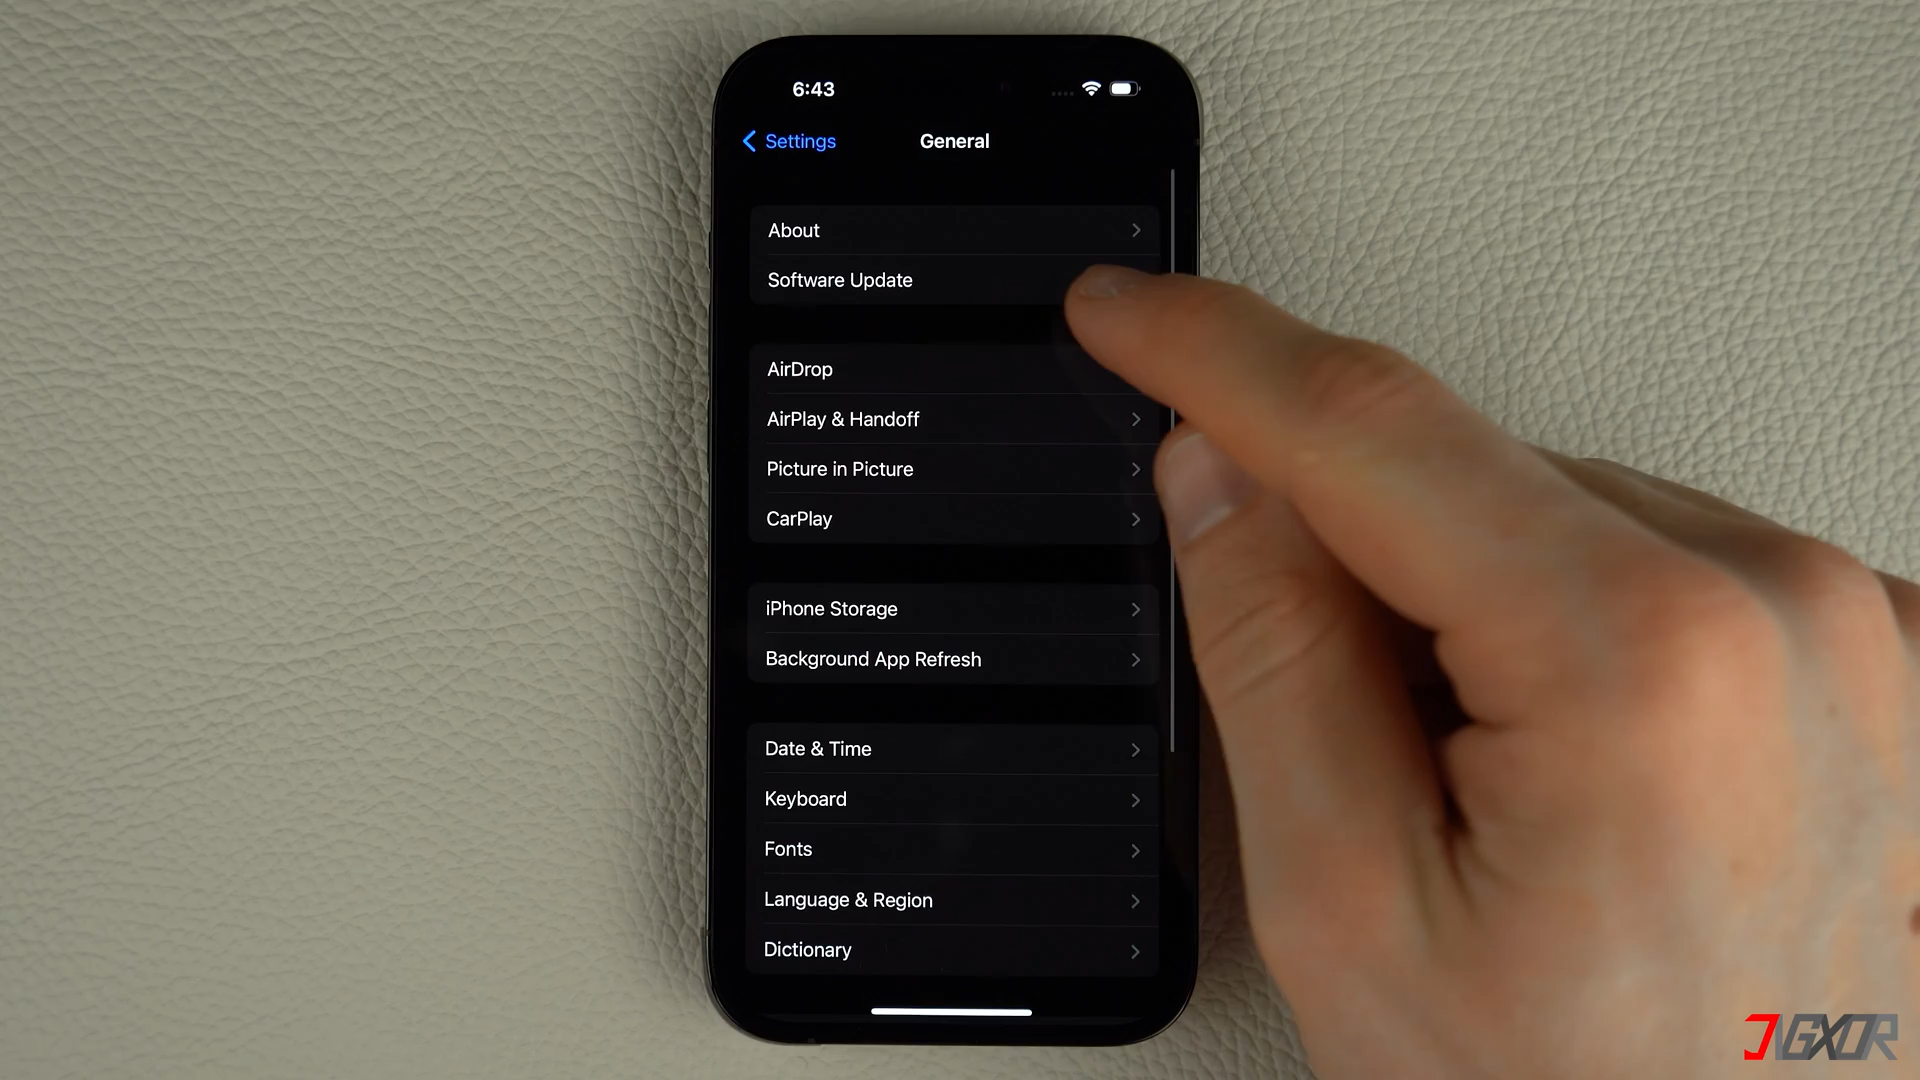 6:43
Settings
General
About
Software Update
AirDrop
AirPlay & Handoff
Picture in Picture
CarPlay
iPhone Storage
Background App Refresh
Date & Time
Keyboard
Fonts
Language & Region
Dictionary
JVGXOR